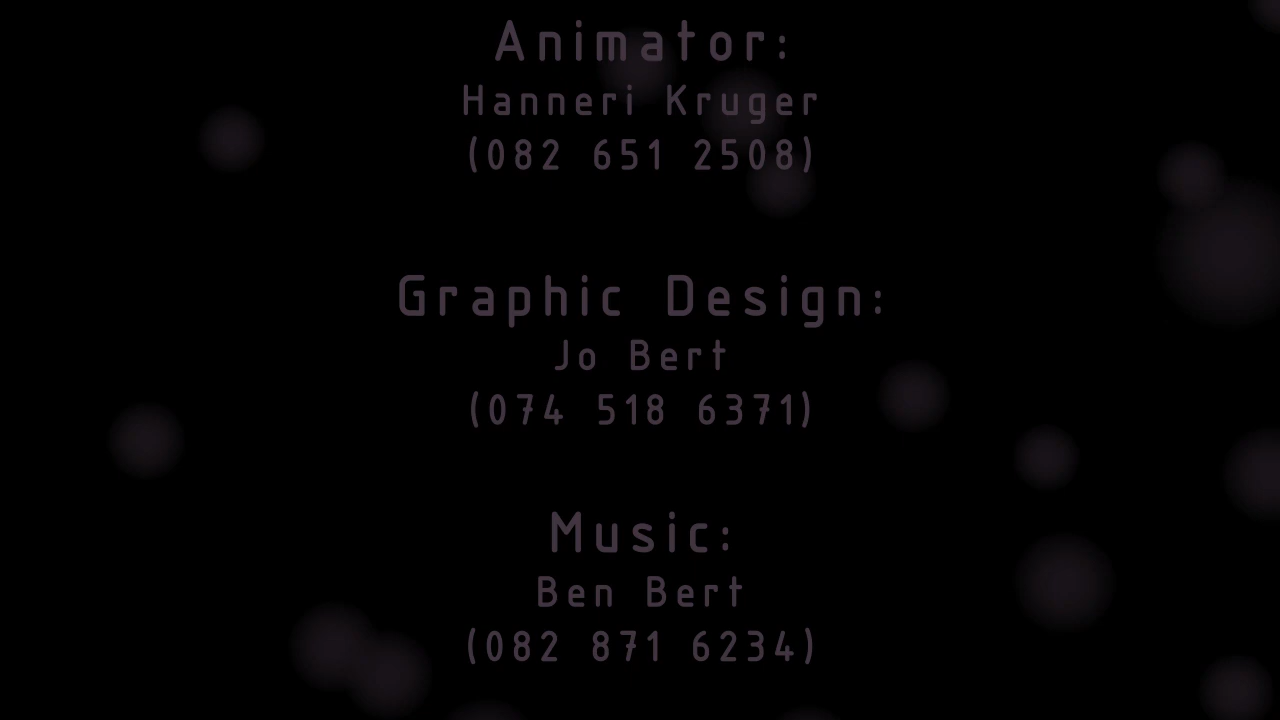 Animator:
Hanneri Kruger
(082 651 2508)
Graphic Design:
Jo Bert
(074 518 6371)
Music:
Ben Bert
(082 871 6234)